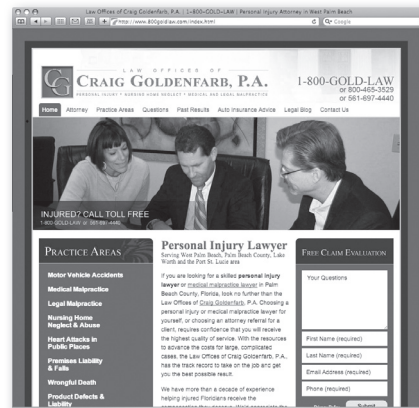 Law Offices of Craig Goldenfarb, P.A. | 1-800-GOLD-LAW | Personal Injury Attorney in West Palm Beach
http://www.800goldlaw.com/index.html
Google
LAW OFFICES OF
CG
CRAIG GOLDENFARB, P.A.
PERSONAL INJURY • NURSING HOME NEGLECT • MEDICAL AND LEGAL MALPRACTICE
1-800-GOLD-LAW
or 800-465-3529
or 561-697-4440
Home Attorney Practice Areas Questions Past Results Auto Insurance Advice Legal Blog Contact Us
INJURED? CALL TOLL FREE
1-800-GOLD-LAW or 561-697-4440
PRACTICE AREAS
Motor Vehicle Accidents
Medical Malpractice
Legal Malpractice
Nursing Home
Neglect & Abuse
Heart Attacks in
Public Places
Premises Liability
& Falls
Wrongful Death
Product Defects &
Liability
Personal Injury Lawyer
Serving West Palm Beach, Palm Beach County, Lake
Worth and the Port St. Lucie area
If you are looking for a skilled personal injury
lawyer or medical malpractice lawyer in Palm
Beach County, Florida, look no further than the
Law Offices of Craig Goldenfarb, P.A. Choosing a
personal injury or medical malpractice lawyer for
yourself, or choosing an attorney referral for a
client, requires confidence that you will receive
the highest quality of service. With the resources
to advance the costs for large, complicated
cases, the Law Offices of Craig Goldenfarb, P.A.
has the track record to take on the job and get
you the best possible result.
We have more than a decade of experience
helping injured Floridians receive the
FREE CLAIM EVALUATION
Your Questions
First Name (required)
Last Name (required)
Email Address (required)
Phone (required)
Submit